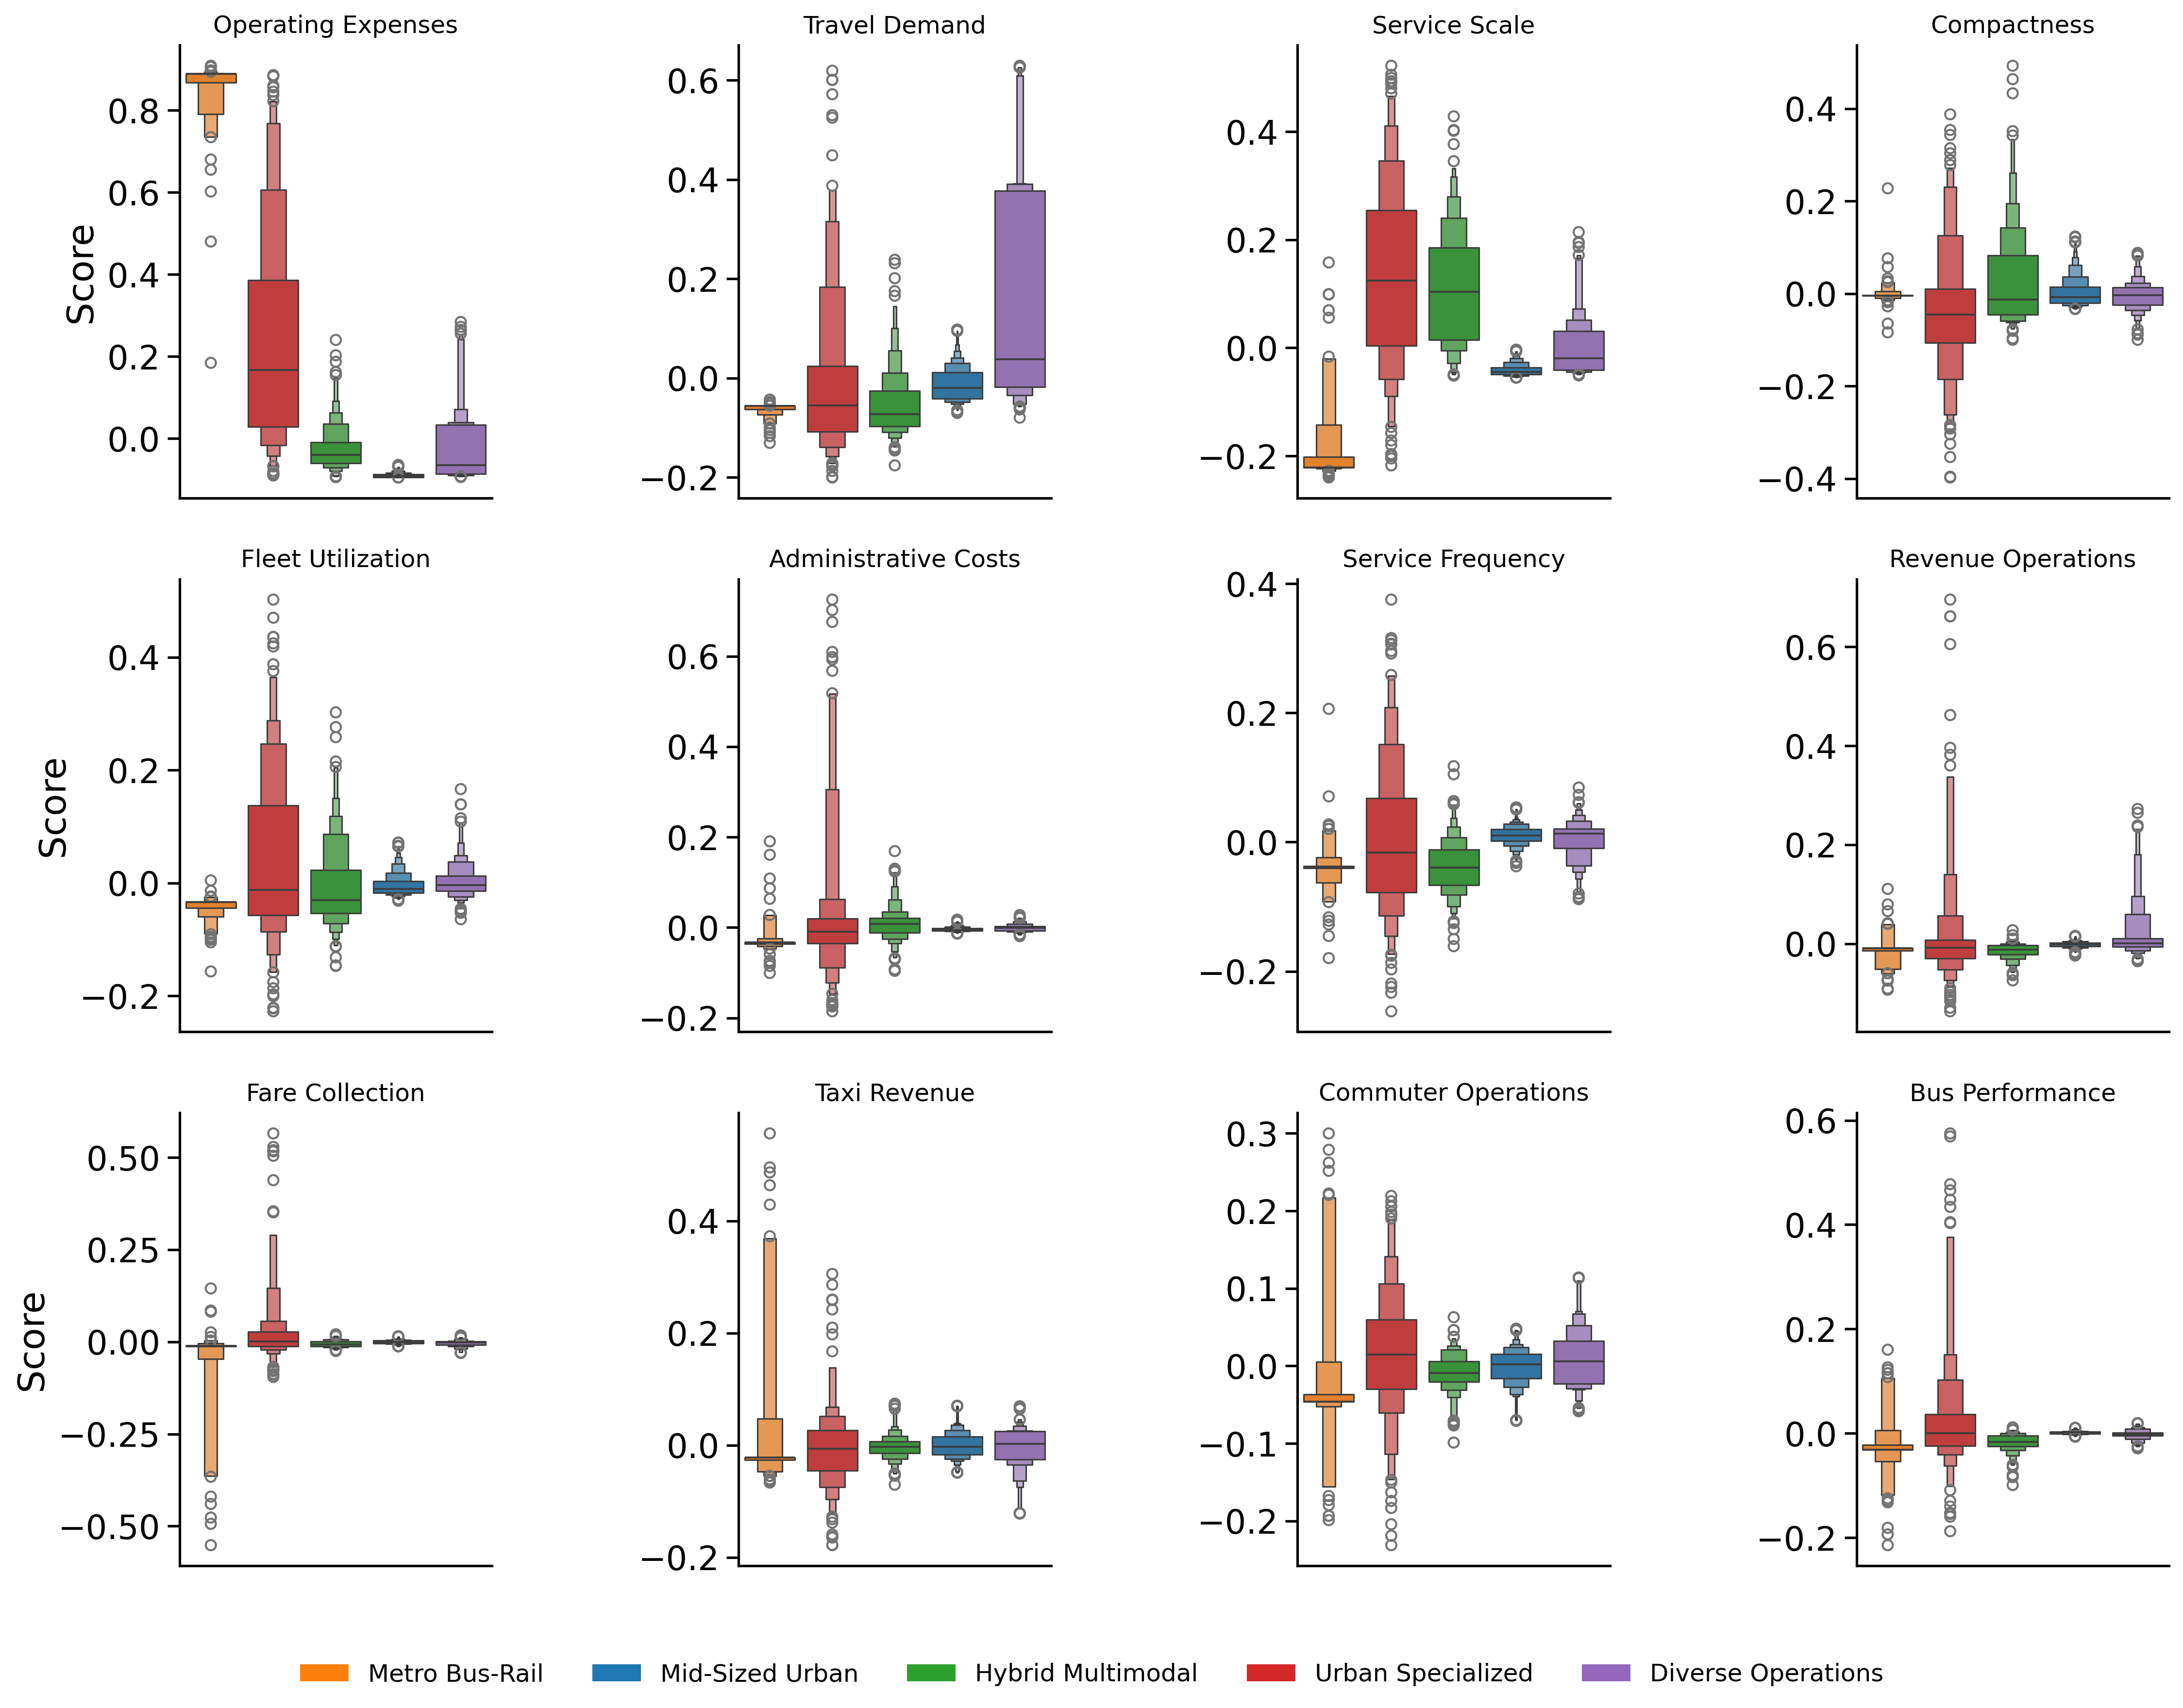 Operating Expenses
Travel Demand
Service Scale
Compactness
Score
0.8
0.6
0.4
0.2
0.0
0.6
0.4
0.2
0.0
−0.2
0.4
0.2
0.0
−0.2
0.4
0.2
0.0
−0.2
−0.4
Fleet Utilization
Administrative Costs
Service Frequency
Revenue Operations
Score
0.4
0.2
0.0
−0.2
0.6
0.4
0.2
0.0
−0.2
0.4
0.2
0.0
−0.2
0.6
0.4
0.2
0.0
Fare Collection
Taxi Revenue
Commuter Operations
Bus Performance
Score
0.50
0.25
0.00
−0.25
−0.50
0.4
0.2
0.0
−0.2
0.3
0.2
0.1
0.0
−0.1
−0.2
0.6
0.4
0.2
0.0
−0.2
Metro Bus-Rail
Mid-Sized Urban
Hybrid Multimodal
Urban Specialized
Diverse Operations